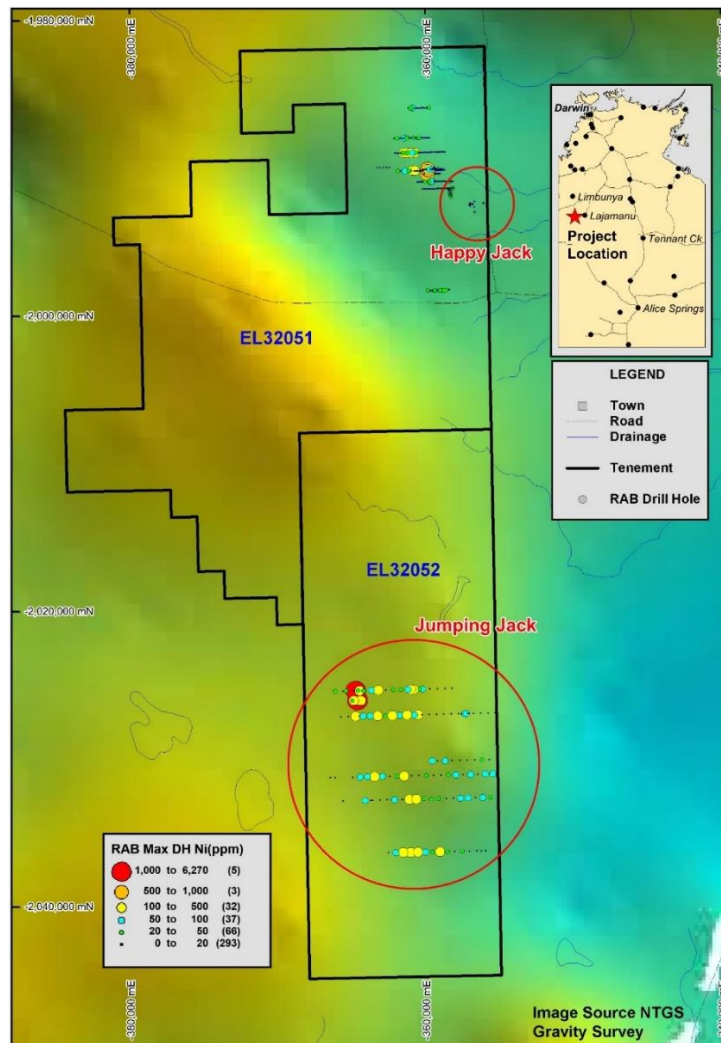 -1,980,000 mN
-380,000 mE
-360,000 mE
Darwin
Limbunya
Lajamanu
Project
Location
Tennant Ck
Alice Springs
Happy Jack
-2,000,000 mN
EL32051
LEGEND
Town
Road
Drainage
Tenement
RAB Drill Hole
EL32052
-2,020,000 mN
Jumping Jack
RAB Max DH Ni(ppm)
1,000 to 6,270 (5)
500 to 1,000 (3)
100 to 500 (32)
50 to 100 (37)
20 to 50 (66)
0 to 20 (293)
-2,040,000 mN
-380,000 mE
-360,000 mE
Image Source NTGS
Gravity Survey